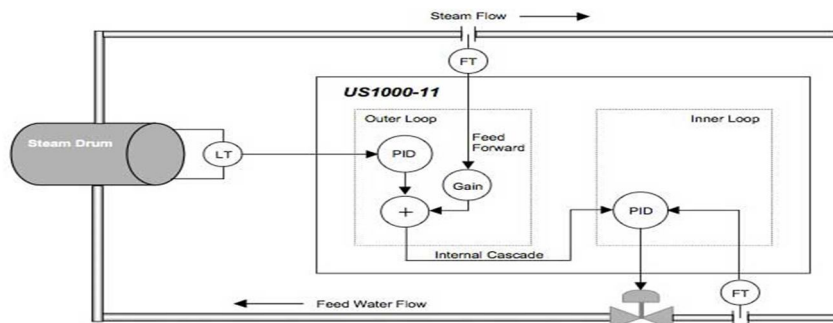 Steam Flow
FT
US1000-11
Outer Loop
Inner Loop
Steam Drum
LT
PID
Feed
Forward
Gain
+
PID
Internal Cascade
FT
Feed Water Flow